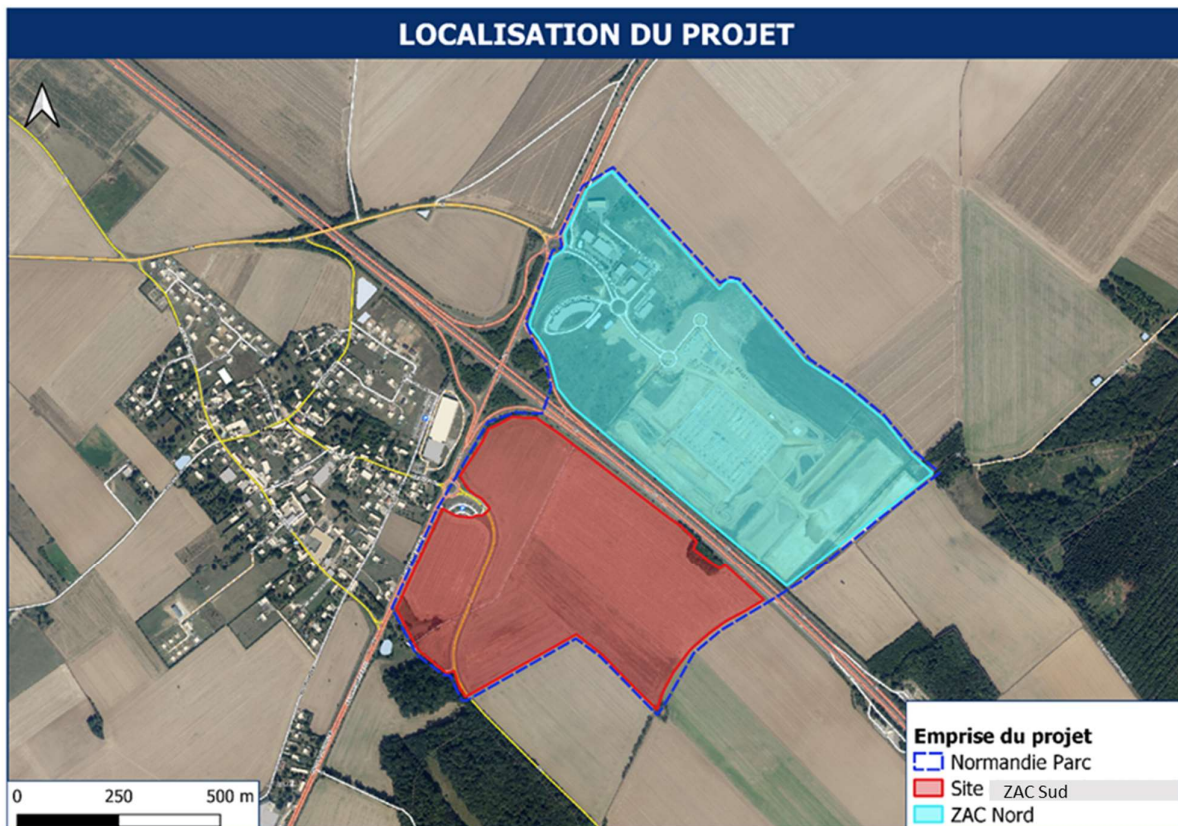 LOCALISATION DU PROJET
Emprise du projet
Normandie Parc
Site ZAC Sud
ZAC Nord
0 250 500 m